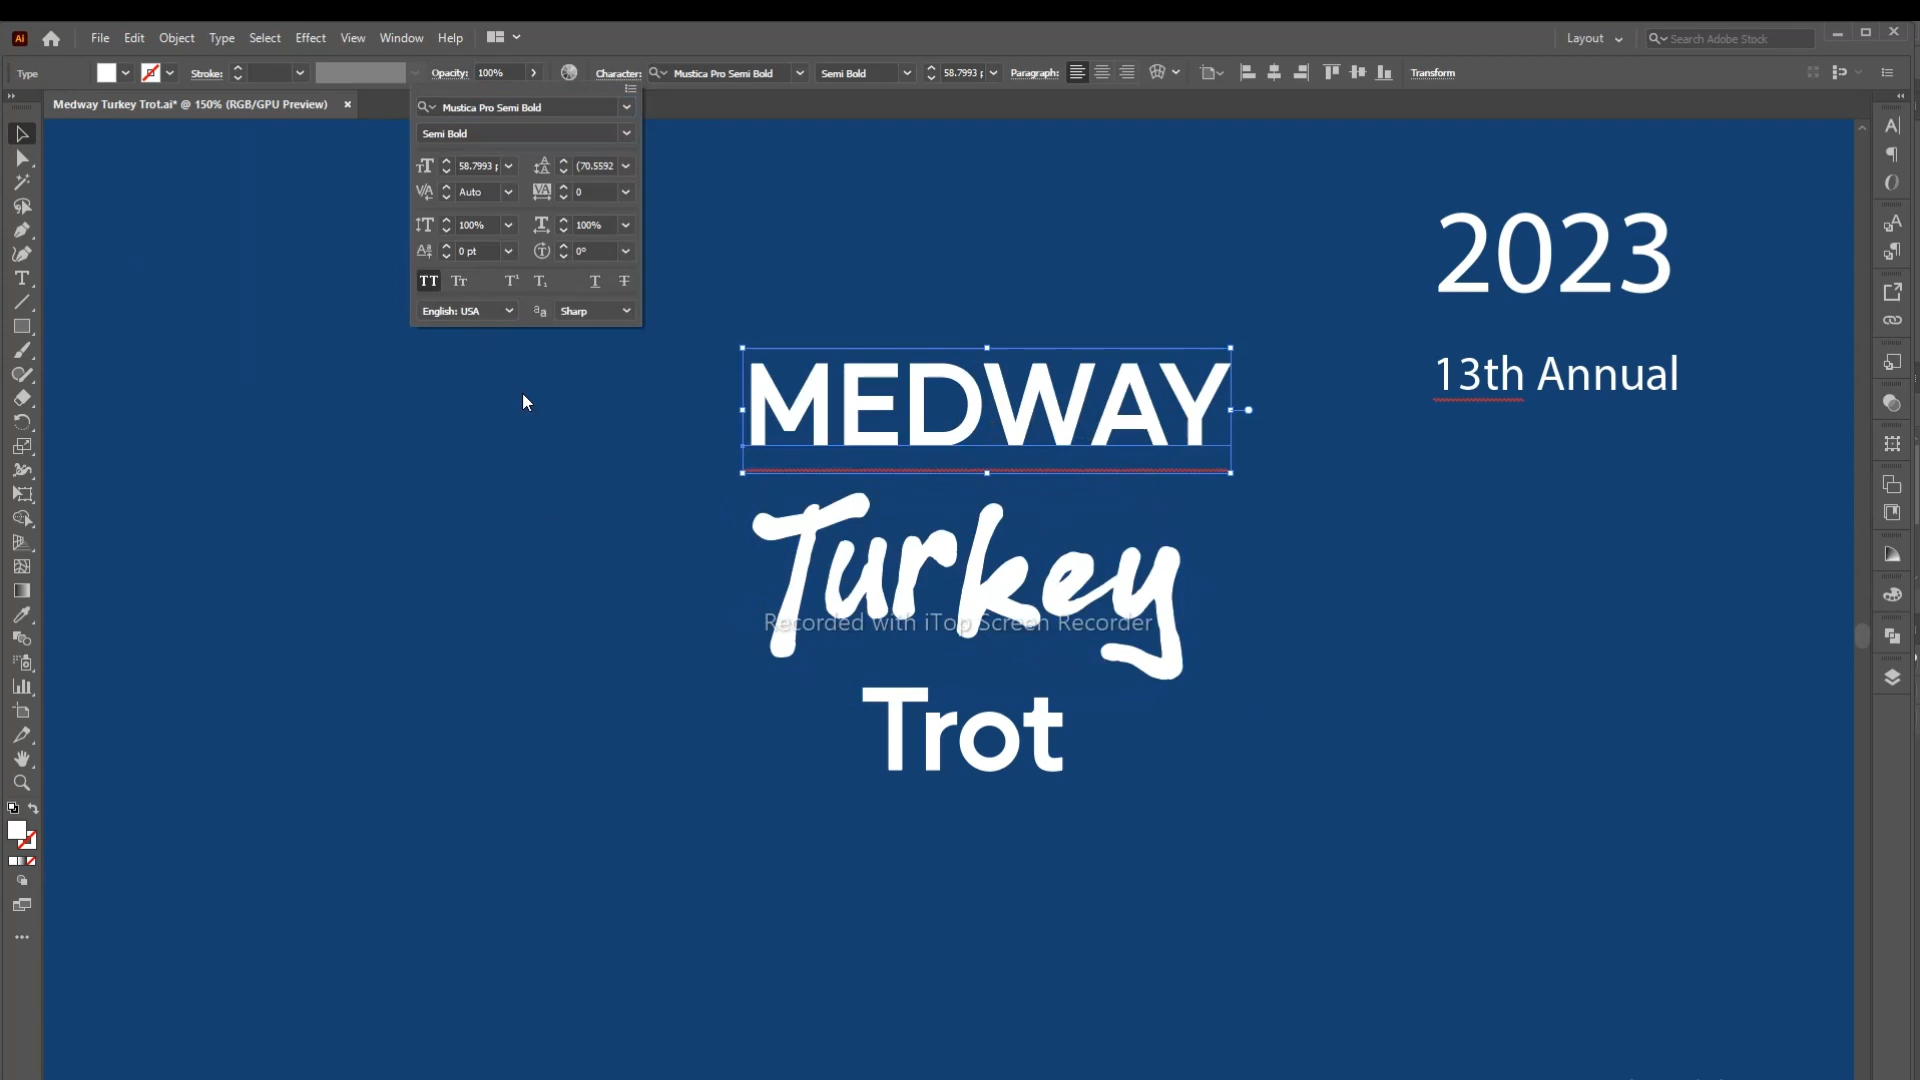 Ai File Edit Object Type Select Effect View Window Help Layout Search Adobe Stock
Type Stroke: Opacity: 100% Character: Mustica Pro Semi Bold Semi Bold 58.7993 p Paragraph: Transform
Medway Turkey Trot.ai* @ 150% (RGB/GPU Preview)
Mustica Pro Semi Bold
Semi Bold
58.7993 p (70.5592
Auto 0
100% 100%
0 pt 0°
English: USA Sharp
2023
13th Annual
MEDWAY
Turkey
Recorded with iTop Screen Recorder
Trot